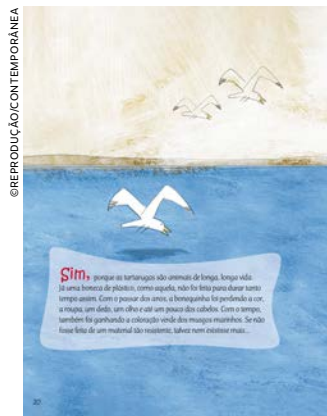 ©REPRODUÇÃO/CONTEMPORÂNEA
Sim, porque as tartarugas são animais de longa, longa vida.
Já uma boneca de plástico, como aquela, não foi feita para durar tanto
tempo assim. Com o passar dos anos, a bonequinha foi perdendo a cor,
a roupa, um dedo, um olho e até um pouco dos cabelos. Com o tempo,
também foi ganhando a coloração verde dos musgos marinhos. Se não
fosse feita de um material tão resistente, talvez nem existisse mais...
20